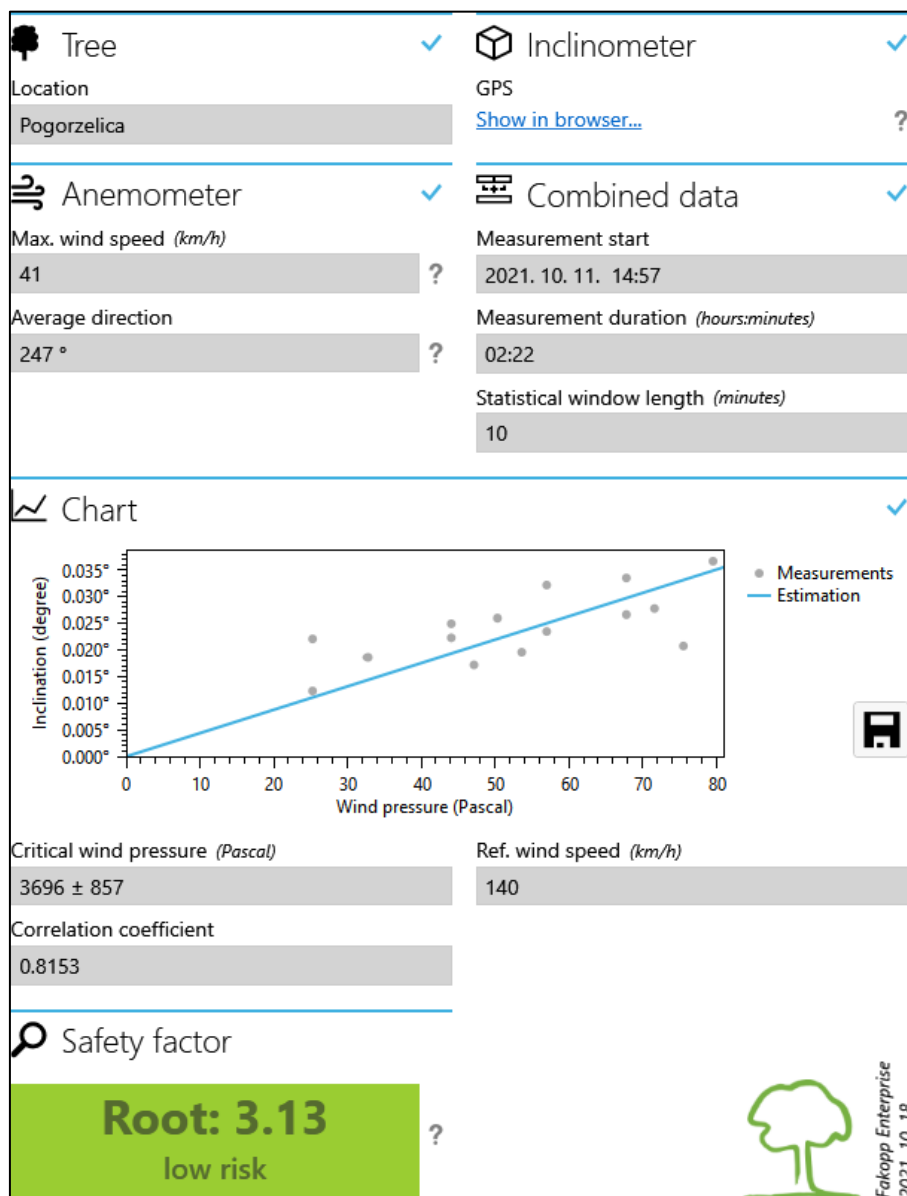 Tree
Inclinometer
Location
GPS
Pogorzelica
Show in browser...
?
Anemometer
Combined data
Max. wind speed (km/h)
Measurement start
41
?
2021. 10. 11. 14:57
Average direction
Measurement duration (hours:minutes)
247 °
?
02:22
Statistical window length (minutes)
10
Chart
Inclination (degree)
0.035°
0.030°
0.025°
0.020°
0.015°
0.010°
0.005°
0.000°
0 10 20 30 40 50 60 70 80
Wind pressure (Pascal)
Measurements
Estimation
Critical wind pressure (Pascal)
Ref. wind speed (km/h)
3696 ± 857
140
Correlation coefficient
0.8153
Safety factor
Root: 3.13
low risk
?
Fakopp Enterprise
2021. 10. 18.